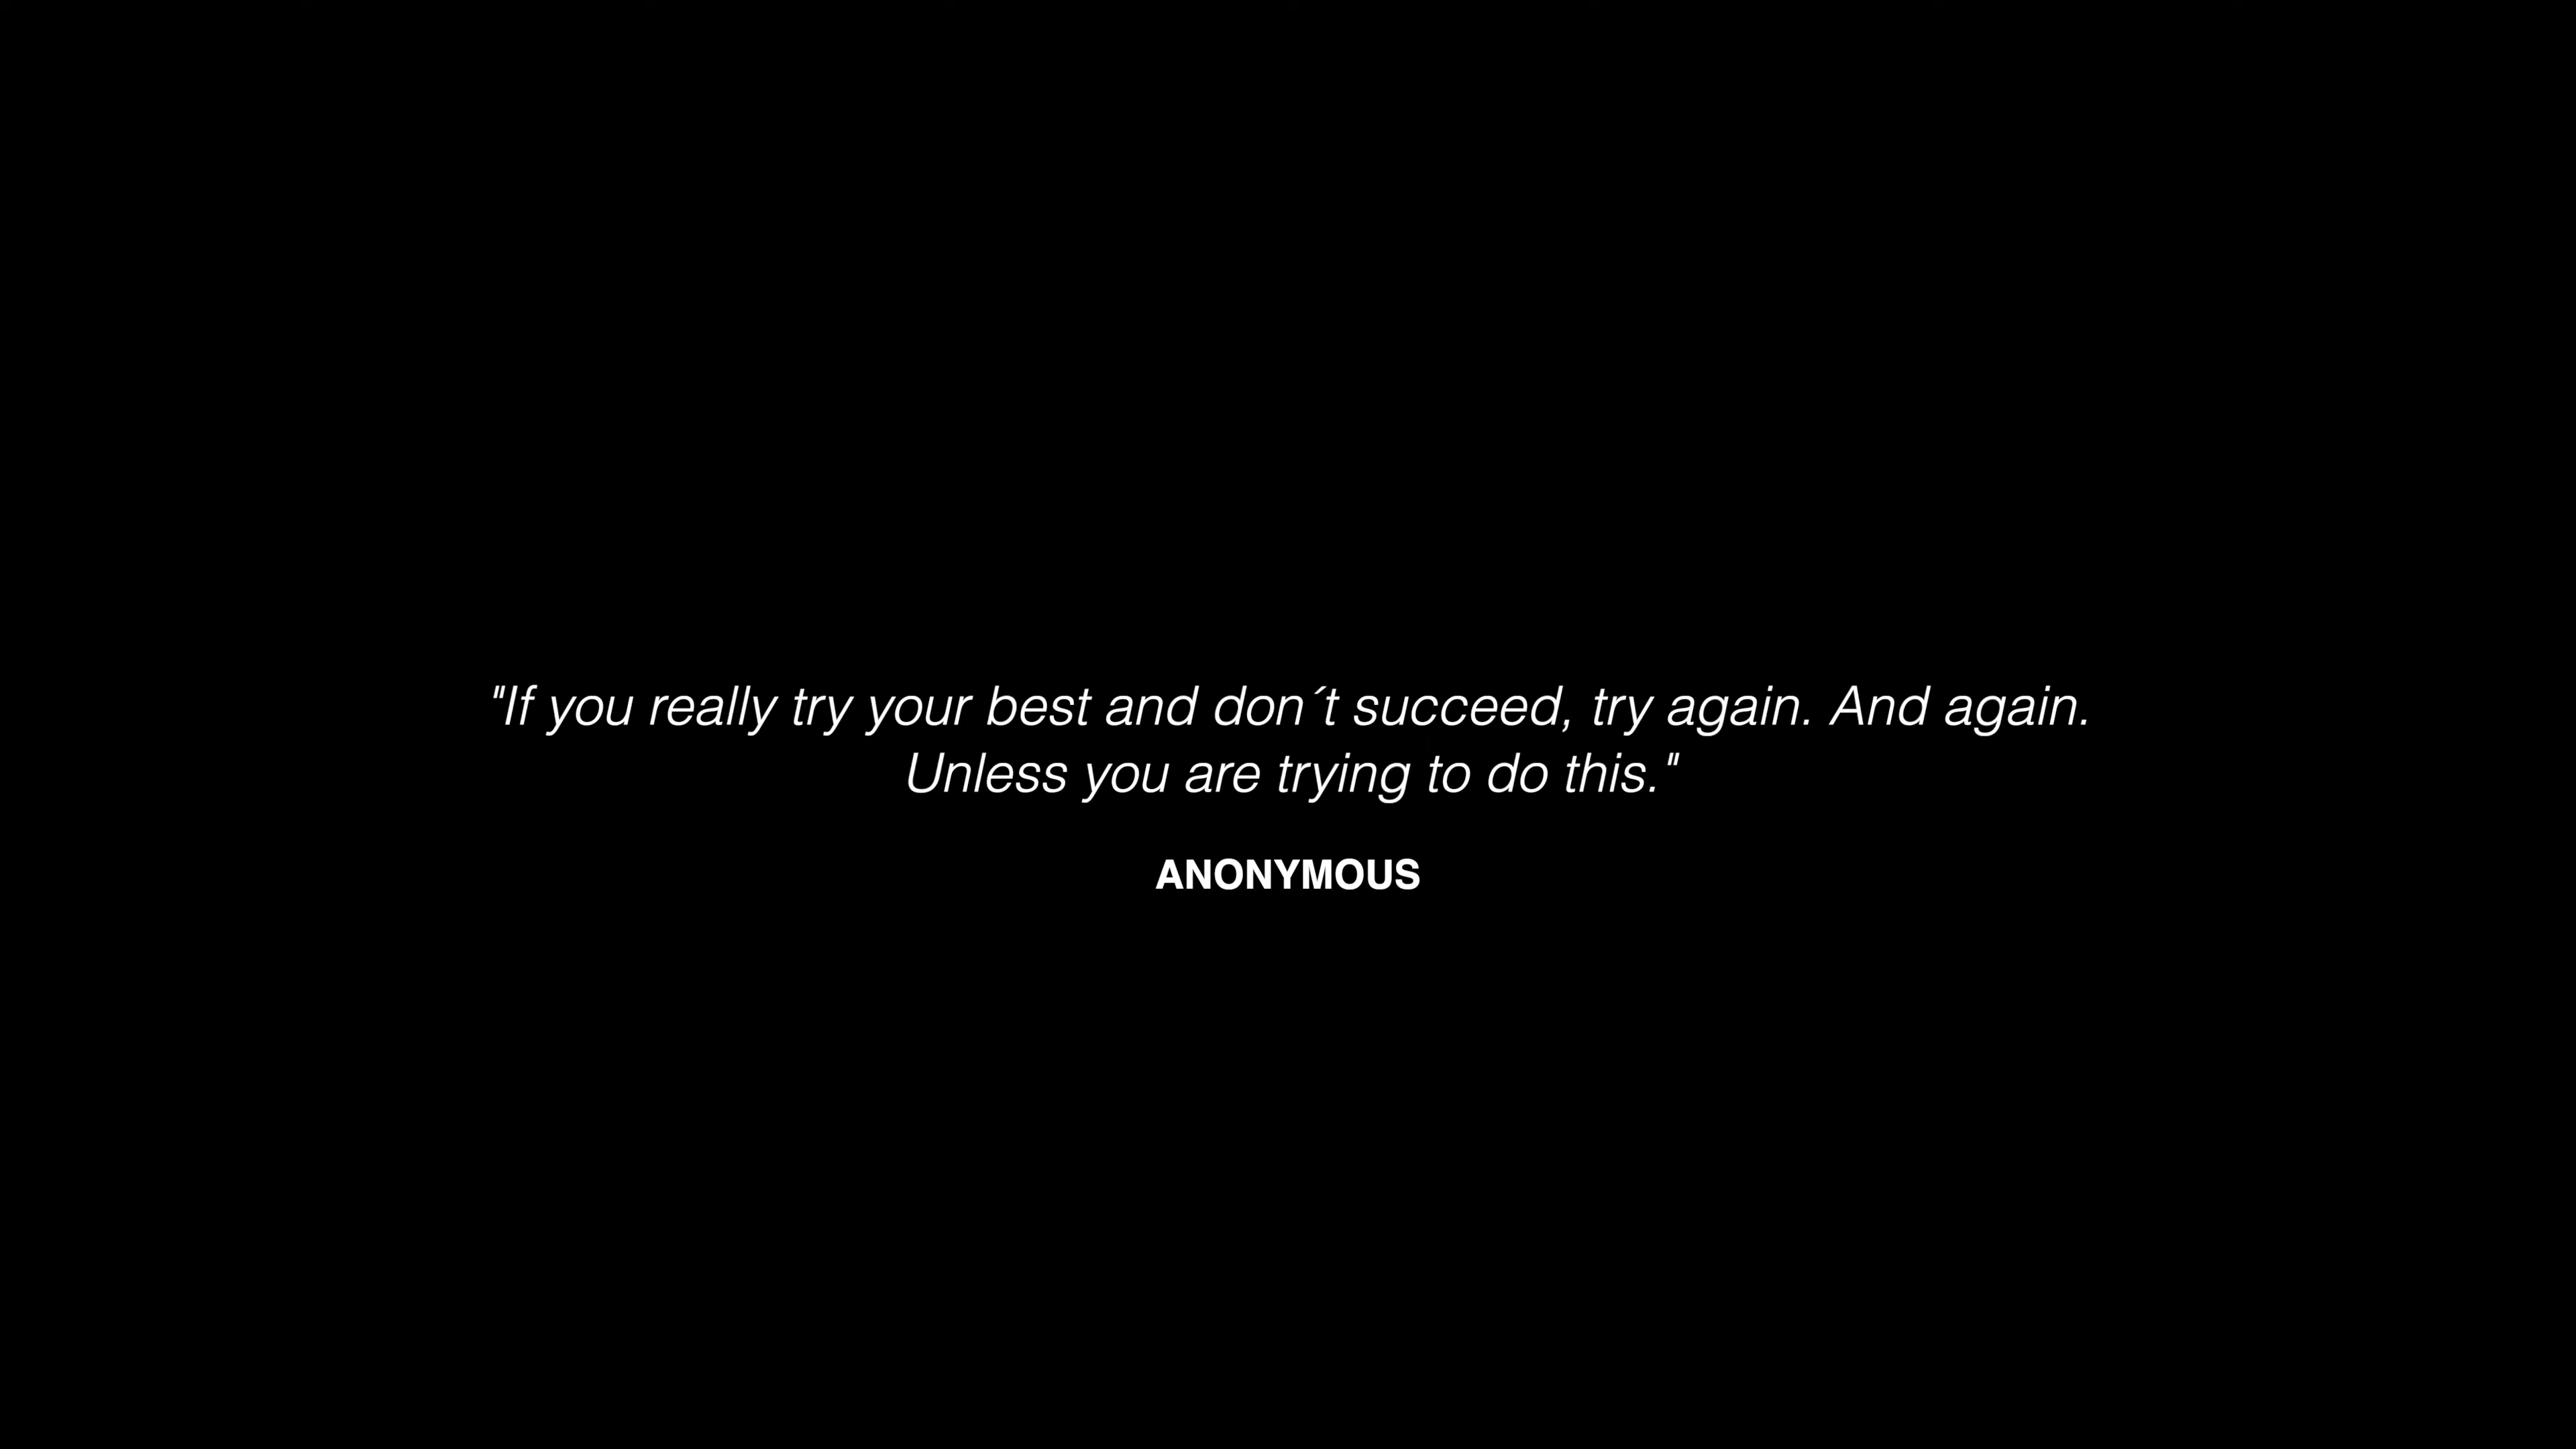 "If you really try your best and don´t succeed, try again. And again.
Unless you are trying to do this."
ANONYMOUS